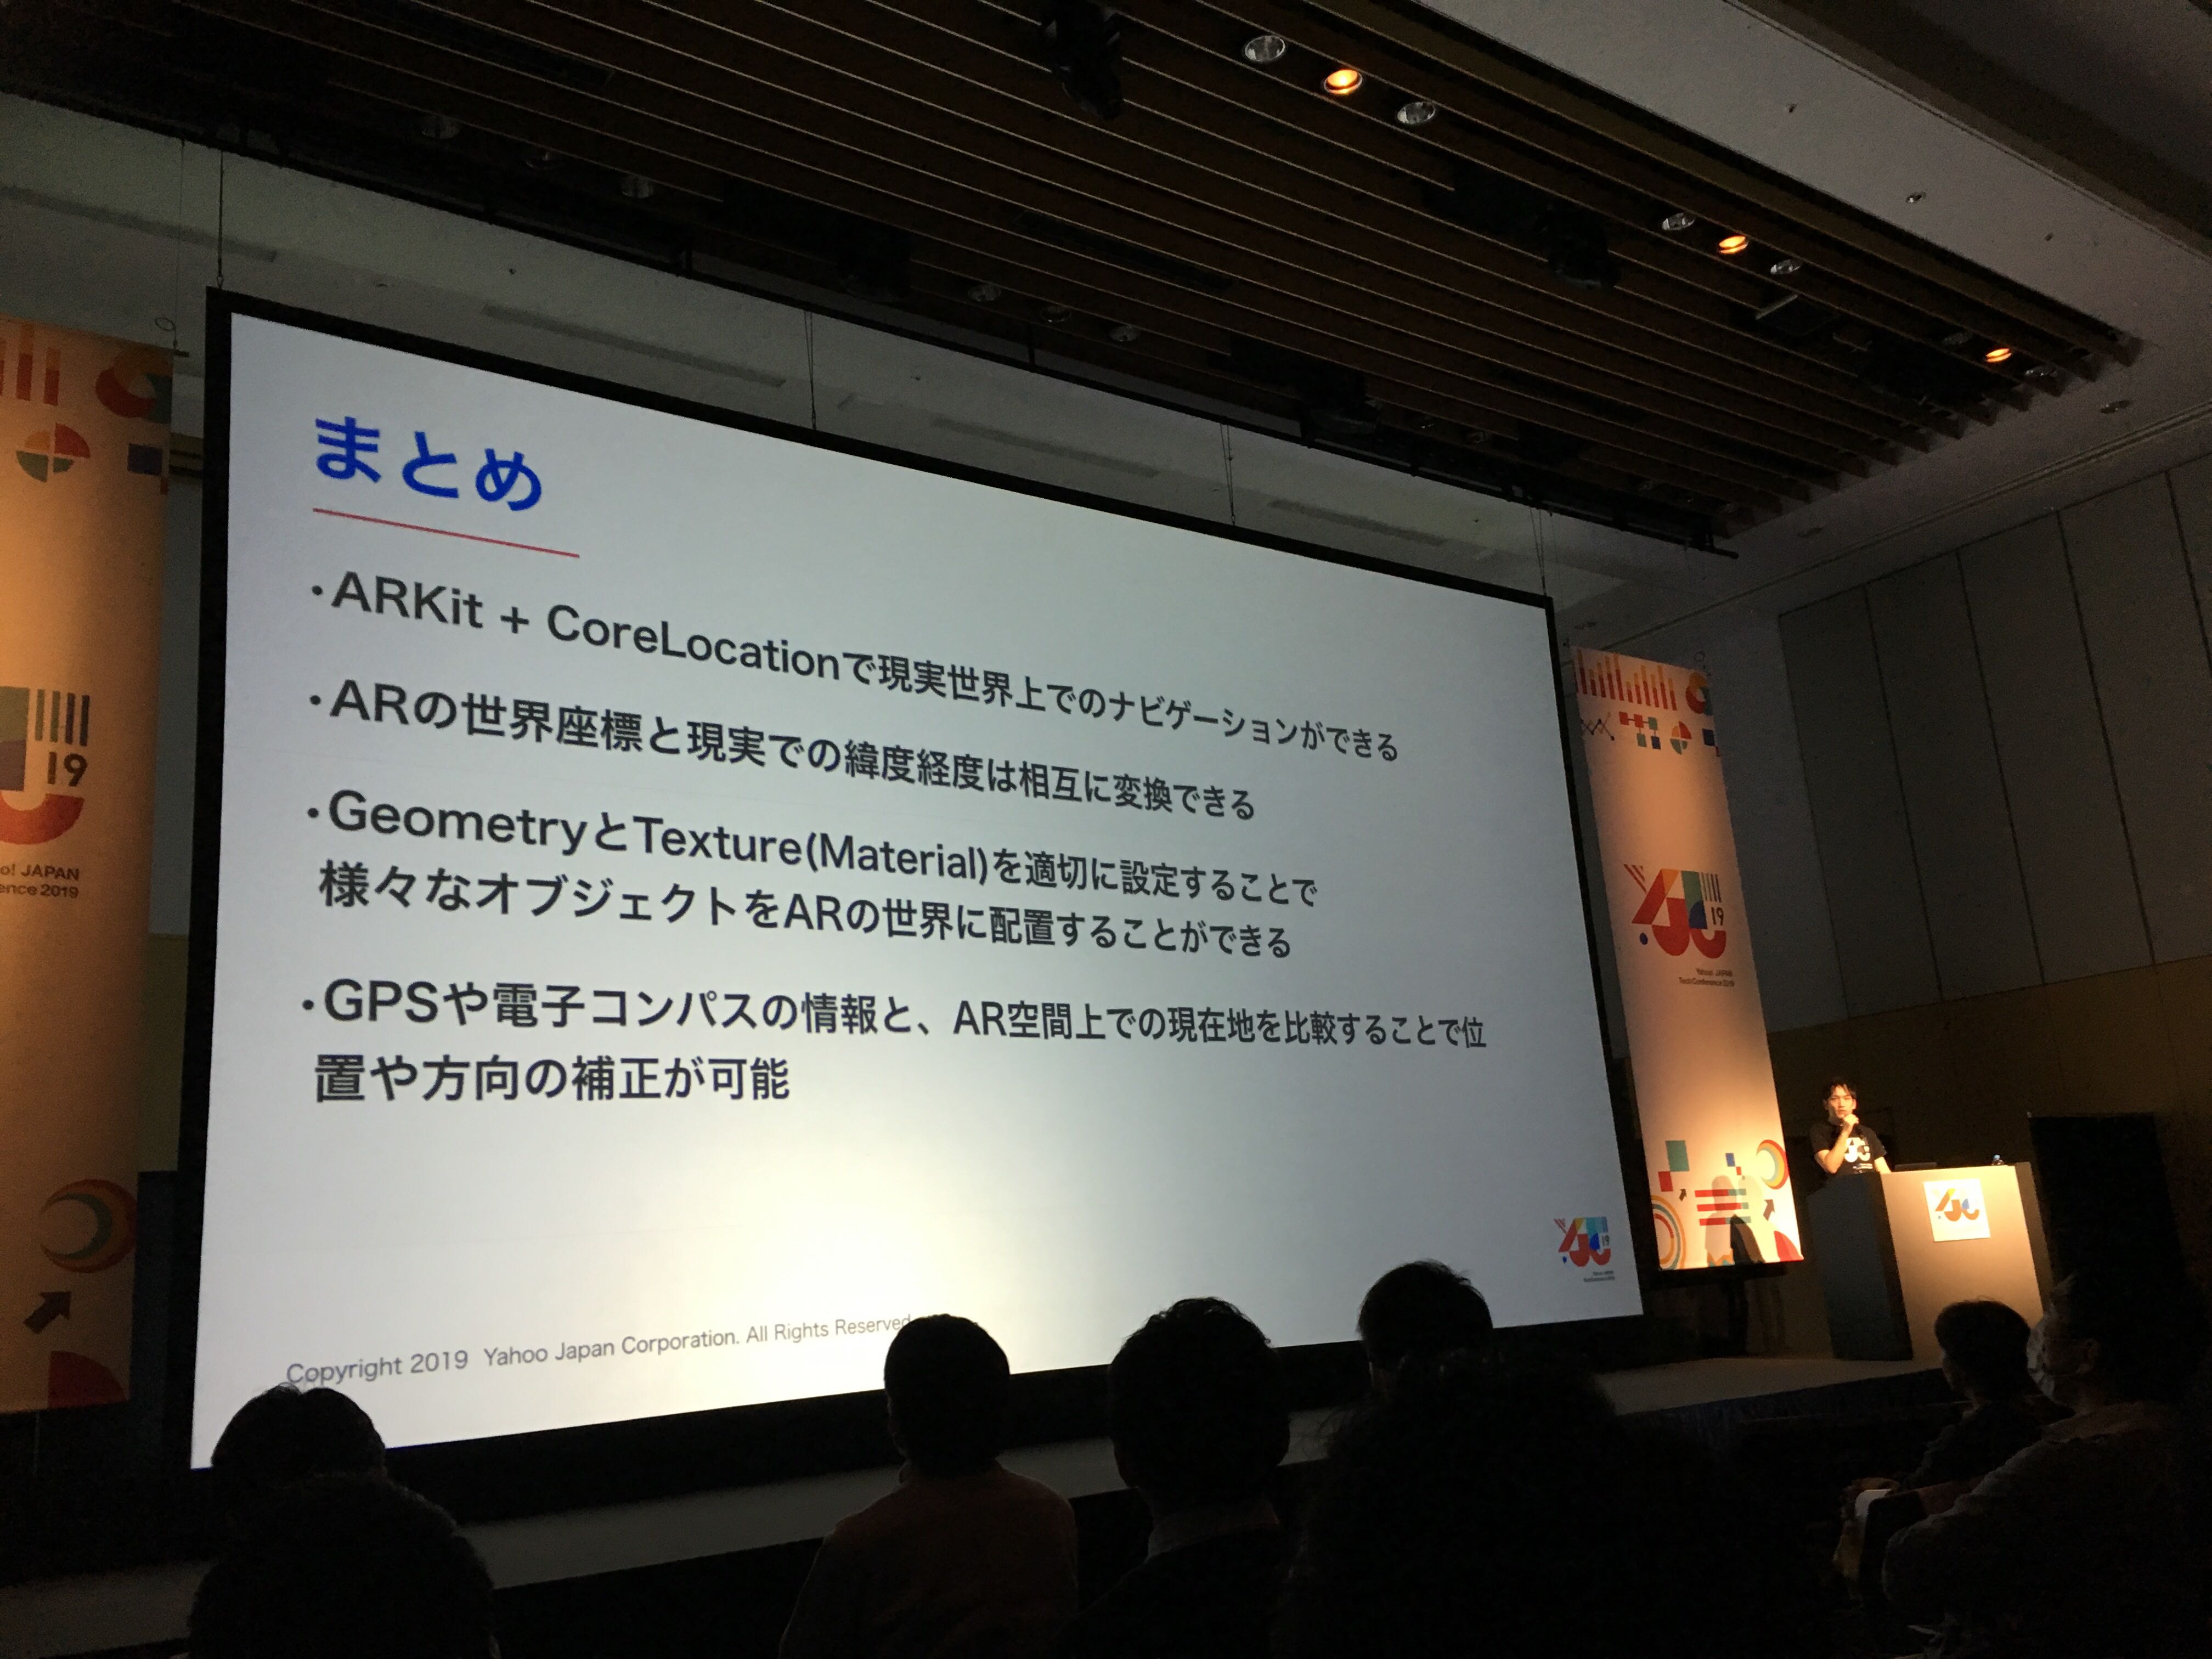 まとめ
・ARKit + CoreLocationで現実世界上でのナビゲーションができる
・ARの世界座標と現実での緯度経度は相互に変換できる
・GeometryとTexture(Material)を適切に設定することで
様々なオブジェクトをARの世界に配置することができる
・GPSや電子コンパスの情報と、AR空間上での現在地を比較することで位
置や方向の補正が可能
Copyright 2019 Yahoo Japan Corporation. All Rights Reserved
19
19
JAPAN
2019
19
Yahoo! JAPAN
Tech Conference 2019